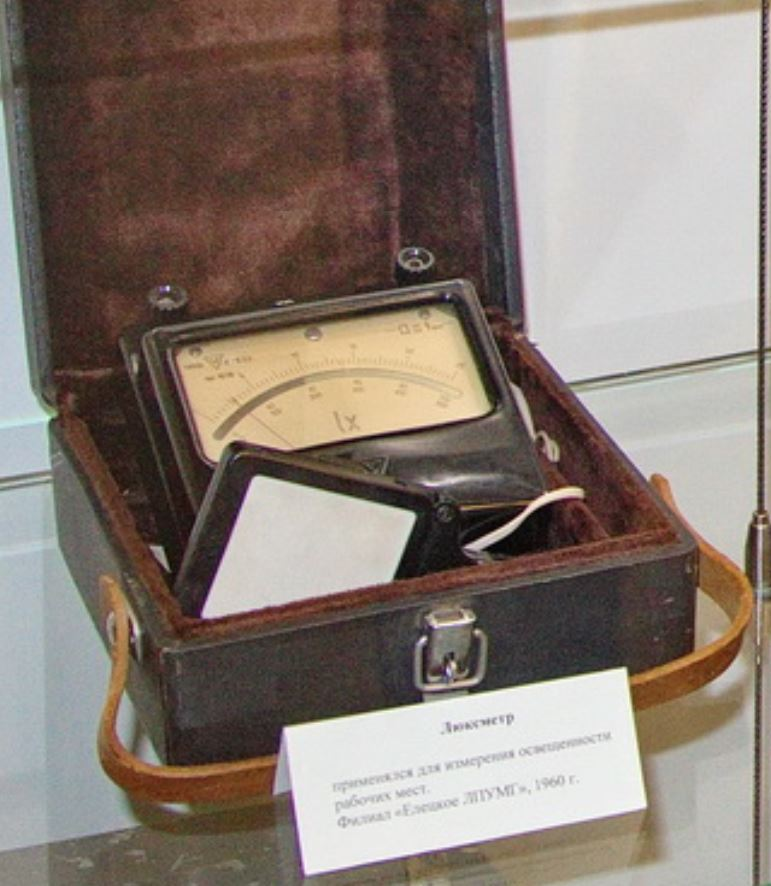 lx
Люксметр
применялся для измерения освещенности
рабочих мест.
Филиал «Елецкое ЛПУМГ», 1960 г.